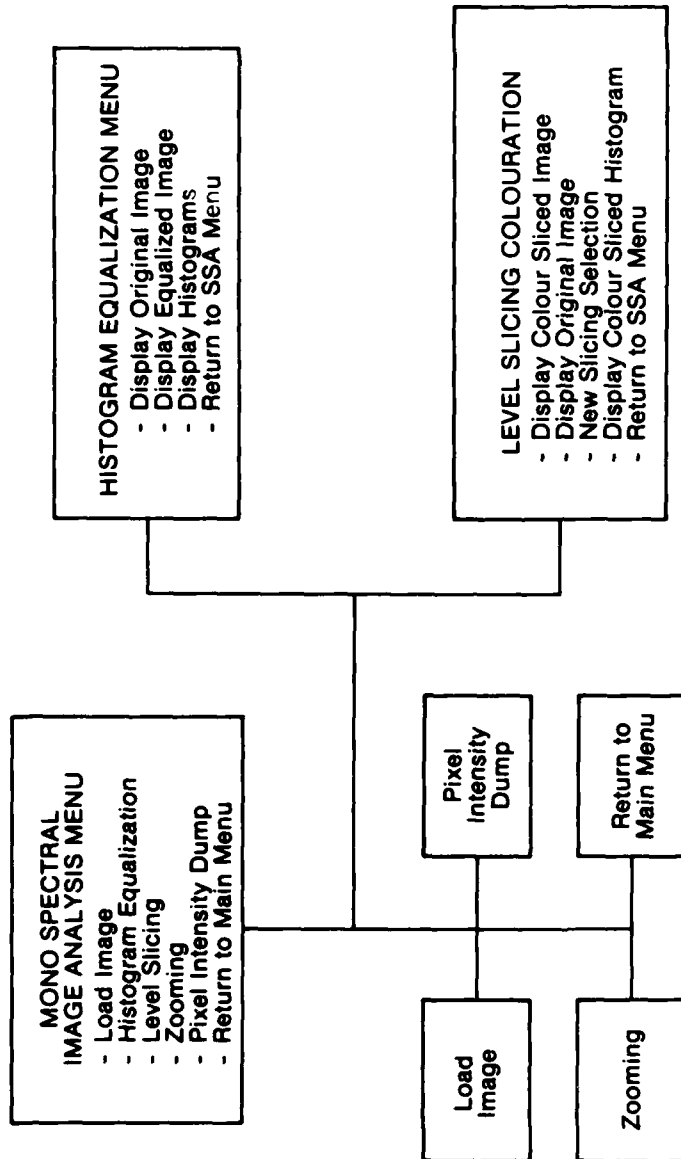 MONO SPECTRAL
IMAGE ANALYSIS MENU
- Load Image
- Histogram Equalization
- Level Slicing
- Zooming
- Pixel Intensity Dump
- Return to Main Menu
HISTOGRAM EQUALIZATION MENU
- Display Original Image
- Display Equalized Image
- Display Histograms
- Return to SSA Menu
Load
Image
Pixel
Intensity
Dump
Zooming
Return to
Main Menu
LEVEL SLICING COLOURATION
- Display Colour Sliced Image
- Display Original Image
- New Slicing Selection
- Display Colour Sliced Histogram
- Return to SSA Menu